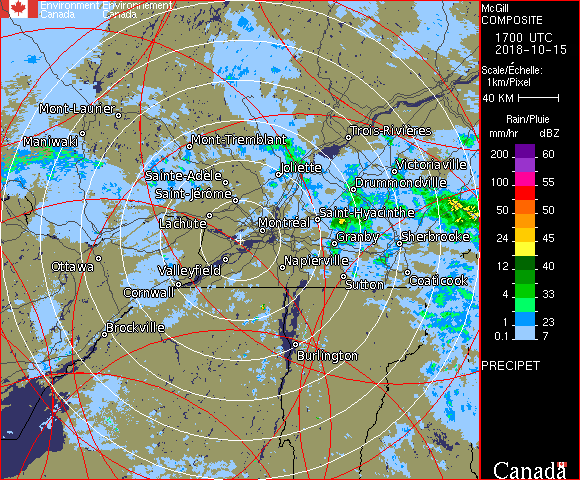 Environment Environnement
Canada Canada
McGill
COMPOSITE
1700 UTC
2018-10-15
Scale/Échelle:
1km/Pixel
40 KM
Rain/Pluie
mm/hr dBZ
200 60
150 57
100 55
50 50
24 45
12 40
4 33
1 23
0.1 7
PRECIPET
Canada
Mont-Laurier
Maniwaki
Mont-Tremblant
Trois-Rivières
Joliette
Victoriaville
Sainte-Adèle
Drummondville
Saint-Jérôme
Lachute
Saint-Hyacinthe
Montréal
Granby
Sherbrooke
Ottawa
Valleyfield
Napierville
Cornwall
Sutton
Coaticook
Brockville
Burlington